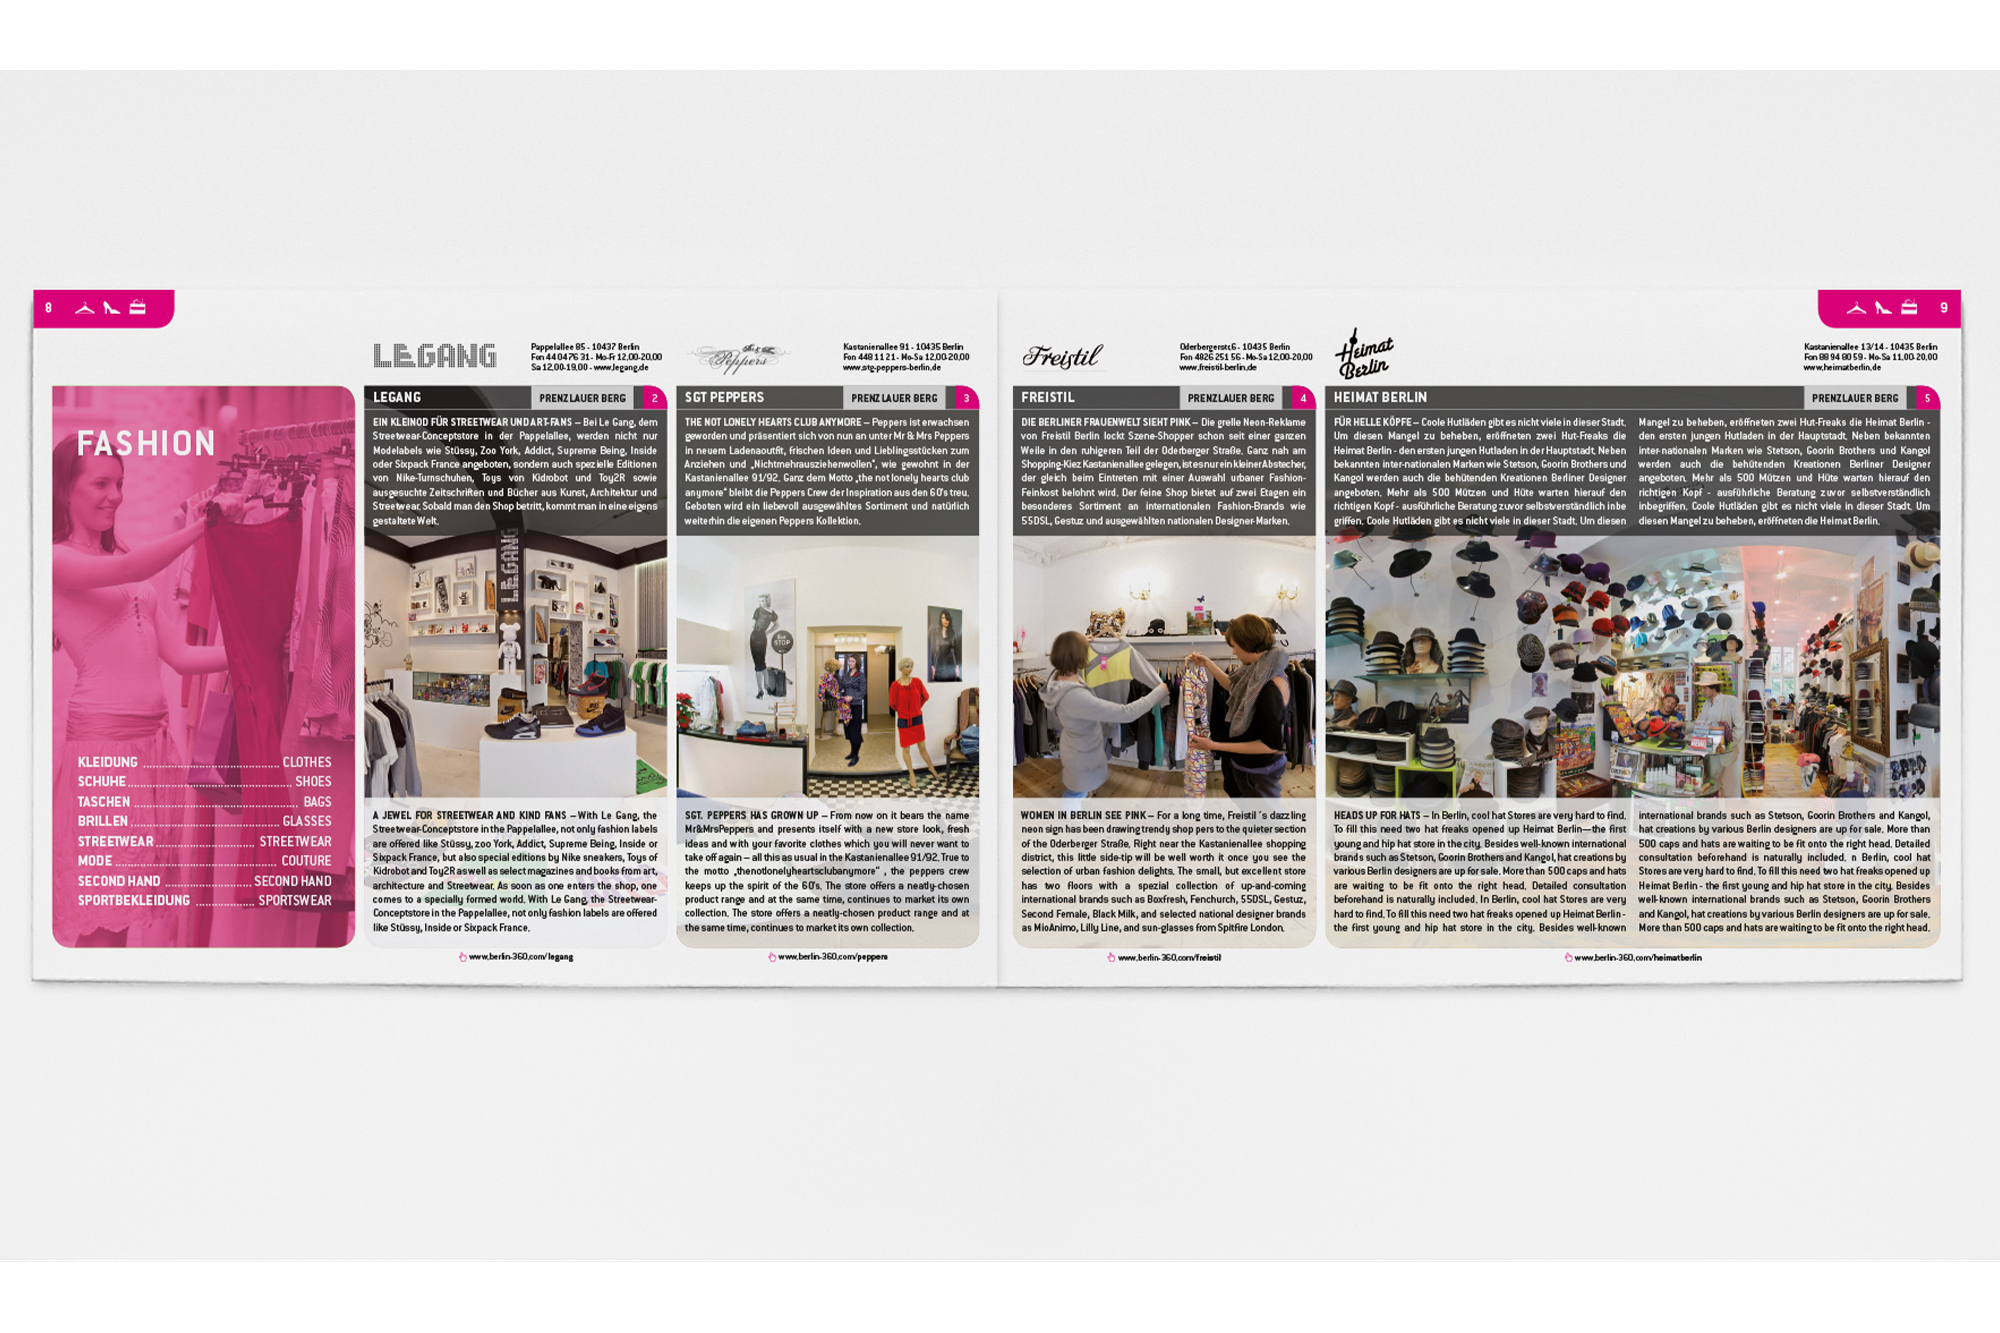 8
9
FASHION
KLEIDUNG ... CLOTHES
SCHUHE ... SHOES
TASCHEN ... BAGS
BRILLEN ... GLASSES
STREETWEAR ... STREETWEAR
MODE ... COUTURE
SECOND HAND ... SECOND HAND
SPORTBEKLEIDUNG ... SPORTSWEAR
LEGANG
Pappelallee 85 - 10437 Berlin
Fon 44 0476 31 - Mo-Fr 12.00-20.00
Sa 12.00-19.00 - www.legang.de
LEGANG PRENZLAUER BERG 2
EIN KLEINOD FÜR STREETWEAR UND ART-FANS – Bei Le Gang, dem
Streetwear-Conceptstore in der Pappelallee, werden nicht nur
Modelabels wie Stüssy, Zoo York, Addict, Supreme Being, Inside
oder Sixpack France angeboten, sondern auch spezielle Editionen
von Nike-Turnschuhen, Toys von Kidrobot und Toy2R sowie
ausgesuchte Zeitschriften und Bücher aus Kunst, Architektur und
Streetwear. Sobald man den Shop betritt, kommt man in eine eigens
gestaltete Welt.
LEGANG
A JEWEL FOR STREETWEAR AND KIND FANS – With Le Gang, the
Streetwear-Conceptstore in the Pappelallee, not only fashion labels
are offered like Stüssy, zoo York, Addict, Supreme Being, Inside or
Sixpack France, but also special editions by Nike sneakers, Toys of
Kidrobot and Toy2R as well as select magazines and books from art,
architecture and Streetwear. As soon as one enters the shop, one
comes to a specially formed world. With Le Gang, the Streetwear-
Conceptstore in the Pappelallee, not only fashion labels are offered
like Stüssy, Inside or Sixpack France.
www.berlin-360.com/legang
Peppers
Kastanienallee 91 - 10435 Berlin
Fon 448 11 21 - Mo-Sa 12.00-20.00
www.stg-peppers-berlin.de
SGT PEPPERS PRENZLAUER BERG 3
THE NOT LONELY HEARTS CLUB ANYMORE – Peppers ist erwachsen
geworden und präsentiert sich von nun an unter Mr & Mrs Peppers
in neuem Ladenaoutfit, frischen Ideen und Lieblingsstücken zum
Anziehen und „Nichtmehrausziehenwollen“, wie gewohnt in der
Kastanienallee 91/92. Ganz dem Motto „the not lonely hearts club
anymore“ bleibt die Peppers Crew der Inspiration aus den 60's treu.
Geboten wird ein liebevoll ausgewähltes Sortiment und natürlich
weiterhin die eigenen Peppers Kollektion.
STOP
SGT. PEPPERS HAS GROWN UP – From now on it bears the name
Mr&MrsPeppers and presents itself with a new store look, fresh
ideas and with your favorite clothes which you will never want to
take off again – all this as usual in the Kastanienallee 91/92. True to
the motto „thenotlonelyheartsclubanymore“ , the peppers crew
keeps up the spirit of the 60's. The store offers a neatly-chosen
product range and at the same time, continues to market its own
collection. The store offers a neatly-chosen product range and at
the same time, continues to market its own collection.
www.berlin-360.com/peppers
Freistil
Oderbergerstr.6 - 10435 Berlin
Fon 4826 251 56 - Mo-Sa 12.00-20.00
www.freistil-berlin.de
FREISTIL PRENZLAUER BERG 4
DIE BERLINER FRAUENWELT SIEHT PINK – Die grelle Neon-Reklame
von Freistil Berlin lockt Szene-Shopper schon seit einer ganzen
Weile in den ruhigeren Teil der Oderberger Straße. Ganz nah am
Shopping-Kiez Kastanienallee gelegen, ist es nur ein kleiner Abstecher,
der gleich beim Eintreten mit einer Auswahl urbaner Fashion-
Feinkost belohnt wird. Der feine Shop bietet auf zwei Etagen ein
besonderes Sortiment an internationalen Fashion-Brands wie
55DSL, Gestuz und ausgewählten nationalen Designer-Marken.
WOMEN IN BERLIN SEE PINK – For a long time, Freistil 's dazzling
neon sign has been drawing trendy shop pers to the quieter section
of the Oderberger Straße. Right near the Kastanienallee shopping
district, this little side-tip will be well worth it once you see the
selection of urban fashion delights. The small, but excellent store
has two floors with a spezial collection of up-and-coming
international brands such as Boxfresh, Fenchurch, 55DSL, Gestuz,
Second Female, Black Milk, and selected national designer brands
as MioAnimo, Lilly Line, and sun-glasses from Spitfire London.
www.berlin-360.com/freistil
Heimat
Berlin
Kastanienallee 13/14 - 10435 Berlin
Fon 88 94 80 59 - Mo-Sa 11.00-20.00
www.heimatberlin.de
HEIMAT BERLIN PRENZLAUER BERG 5
FÜR HELLE KÖPFE – Coole Hutläden gibt es nicht viele in dieser Stadt.
Um diesen Mangel zu beheben, eröffneten zwei Hut-Freaks die
Heimat Berlin - den ersten jungen Hutladen in der Hauptstadt. Neben
bekannten inter-nationalen Marken wie Stetson, Goorin Brothers und
Kangol werden auch die behütenden Kreationen Berliner Designer
angeboten. Mehr als 500 Mützen und Hüte warten hierauf den
richtigen Kopf - ausführliche Beratung zuvor selbstverständlich inbe
griffen. Coole Hutläden gibt es nicht viele in dieser Stadt. Um diesen
Mangel zu beheben, eröffneten zwei Hut-Freaks die Heimat Berlin -
den ersten jungen Hutladen in der Hauptstadt. Neben bekannten
inter-nationalen Marken wie Stetson, Goorin Brothers und Kangol
werden auch die behütenden Kreationen Berliner Designer
angeboten. Mehr als 500 Mützen und Hüte warten hierauf den
richtigen Kopf - ausführliche Beratung zuvor selbstverständlich
inbegriffen. Coole Hutläden gibt es nicht viele in dieser Stadt. Um
diesen Mangel zu beheben, eröffneten die Heimat Berlin.
HEADS UP FOR HATS – In Berlin, cool hat Stores are very hard to find.
To fill this need two hat freaks opened up Heimat Berlin—the first
young and hip hat store in the city. Besides well-known international
brands such as Stetson, Goorin Brothers and Kangol, hat creations by
various Berlin designers are up for sale. More than 500 caps and hats
are waiting to be fit onto the right head. Detailed consultation
beforehand is naturally included. In Berlin, cool hat Stores are very
hard to find. To fill this need two hat freaks opened up Heimat Berlin -
the first young and hip hat store in the city. Besides well-known
international brands such as Stetson, Goorin Brothers and Kangol,
hat creations by various Berlin designers are up for sale. More than
500 caps and hats are waiting to be fit onto the right head. Detailed
consultation beforehand is naturally included. n Berlin, cool hat
Stores are very hard to find. To fill this need two hat freaks opened up
Heimat Berlin - the first young and hip hat store in the city. Besides
well-known international brands such as Stetson, Goorin Brothers
and Kangol, hat creations by various Berlin designers are up for sale.
More than 500 caps and hats are waiting to be fit onto the right head.
www.berlin-360.com/heimatberlin